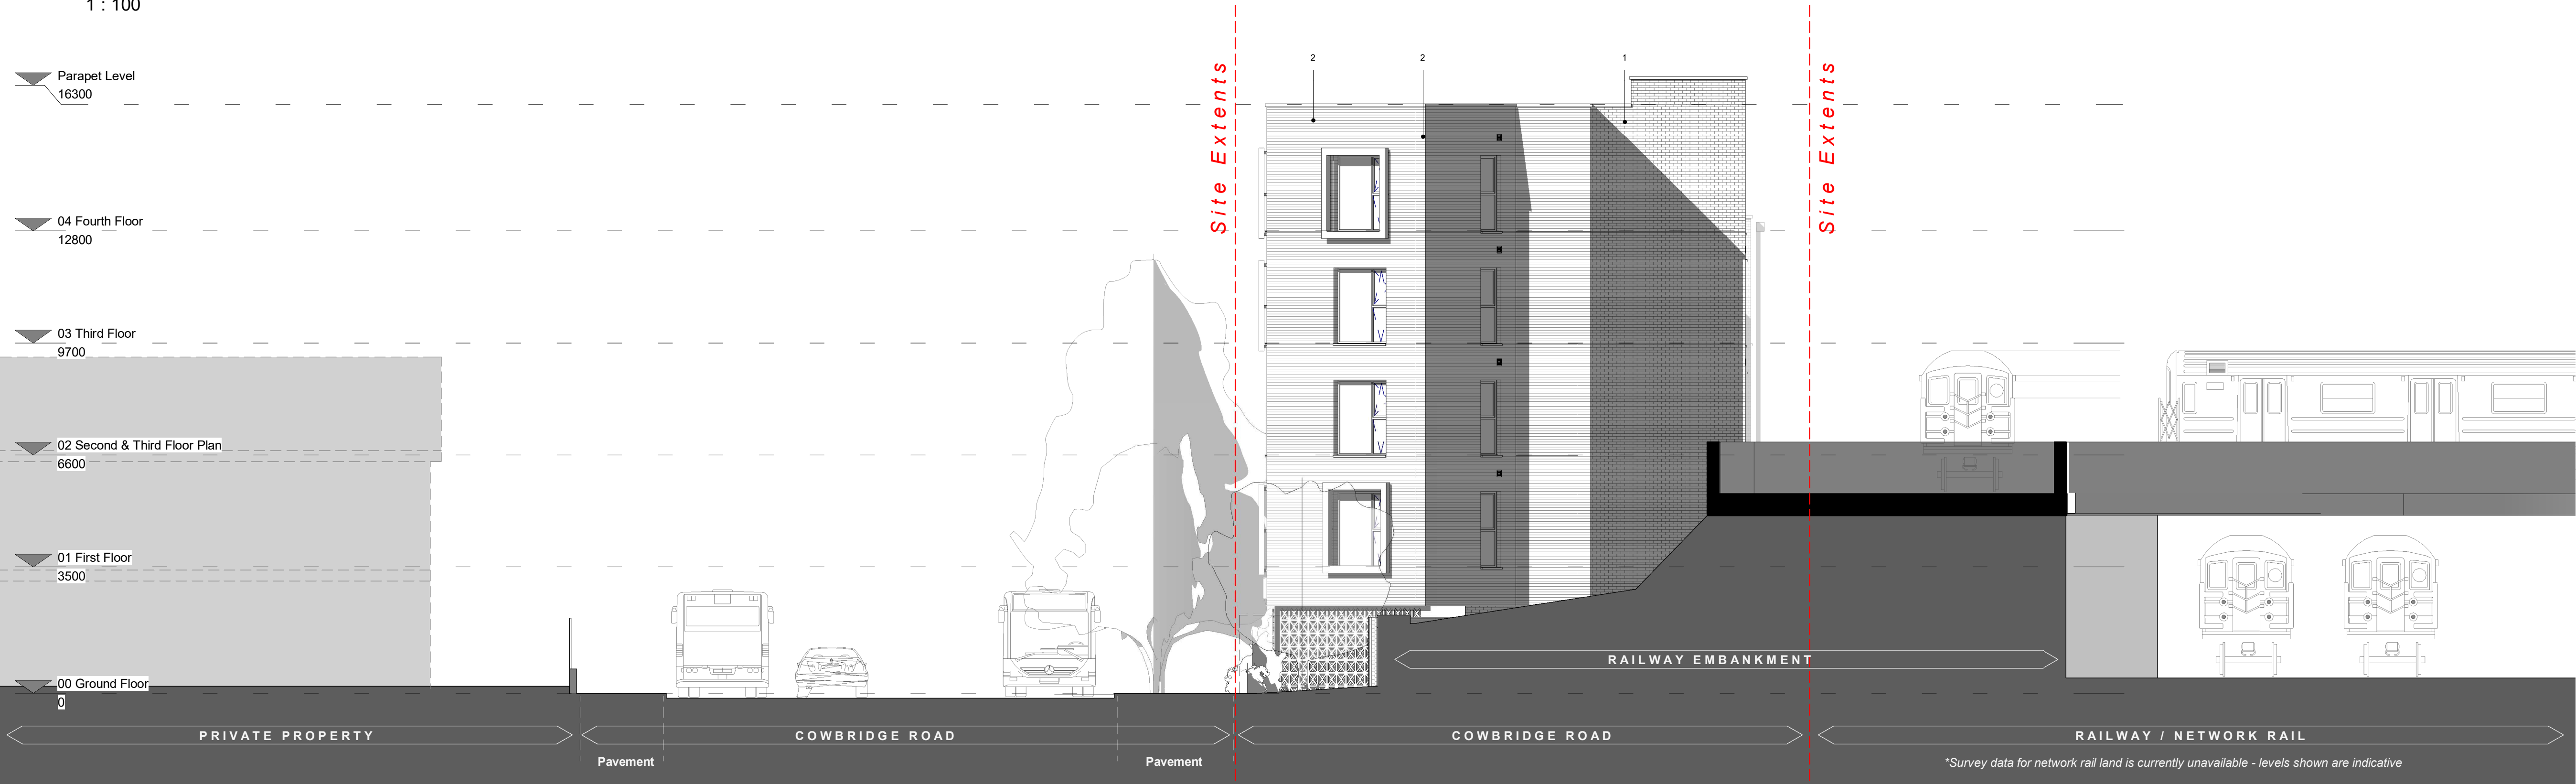 1 : 100
Parapet Level
16300
04 Fourth Floor
12800
03 Third Floor
9700
02 Second & Third Floor Plan
6600
01 First Floor
3500
00 Ground Floor
0
Site Extents
2
2
1
Site Extents
RAILWAY EMBANKMENT
PRIVATE PROPERTY
COWBRIDGE ROAD
COWBRIDGE ROAD
RAILWAY / NETWORK RAIL
Pavement
Pavement
*Survey data for network rail land is currently unavailable - levels shown are indicative